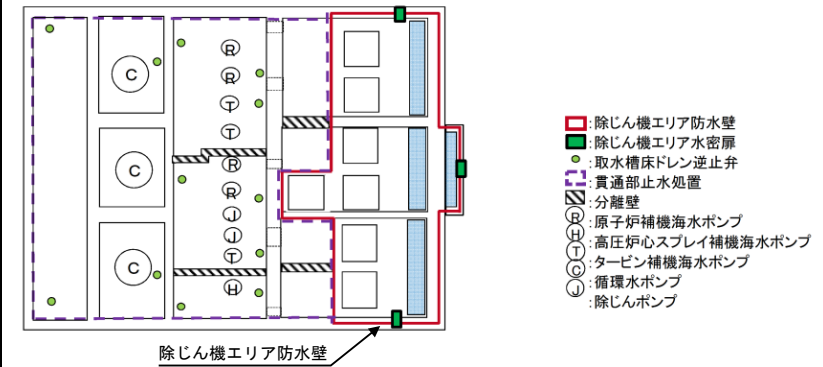 C
C
C
R
R
T
T
R
R
J
J
T
H
除じん機エリア防水壁
:除じん機エリア防水壁
:除じん機エリア水密扉
:取水槽床ドレン逆止弁
:貫通部止水処置
:分離壁
R :原子炉補機海水ポンプ
H :高圧炉心スプレイ補機海水ポンプ
T :タービン補機海水ポンプ
C :循環水ポンプ
J :除じんポンプ